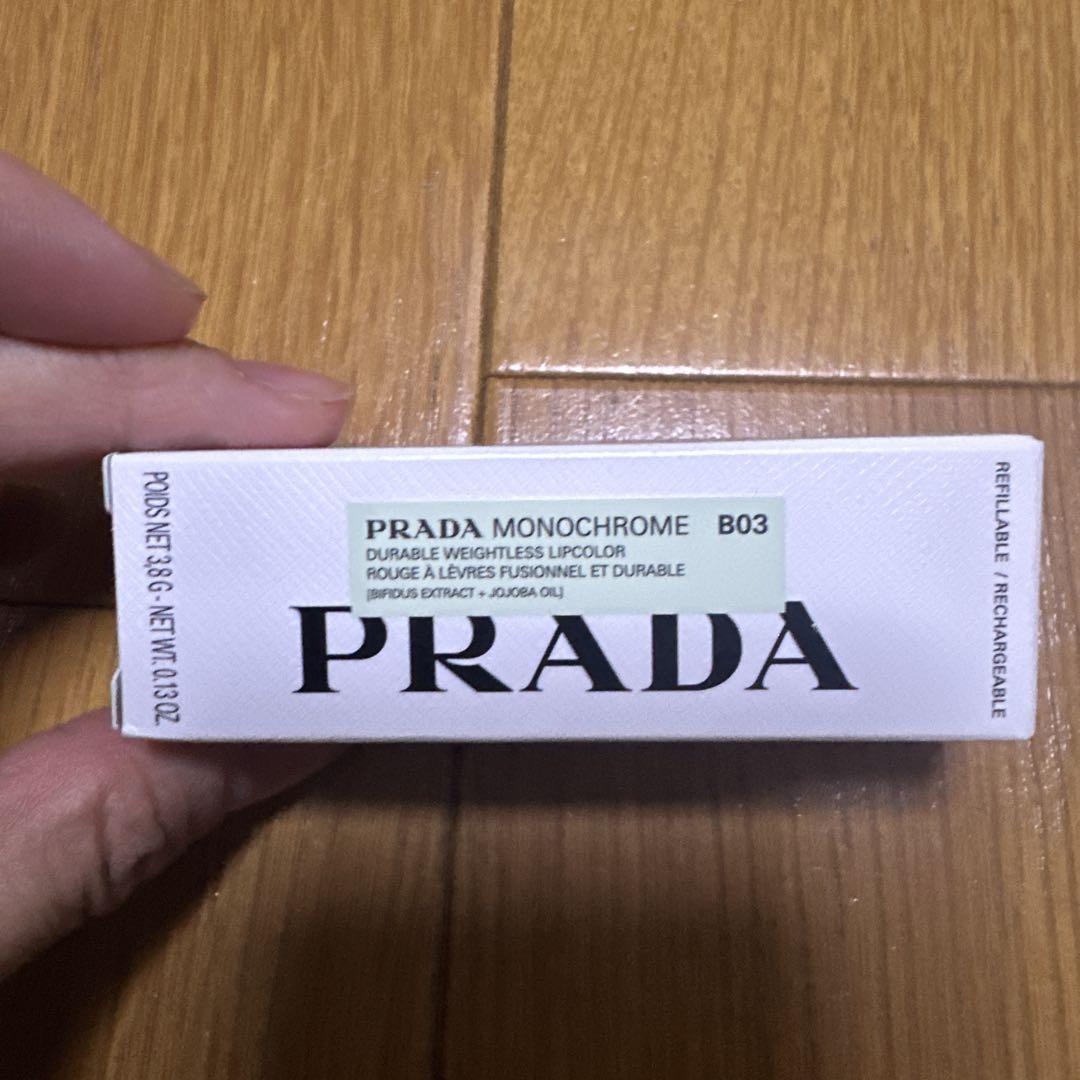 POIDS NET 3,8 G - NET WT. 0.13 OZ.
PRADA MONOCHROME B03
DURABLE WEIGHTLESS LIPCOLOR
ROUGE À LÈVRES FUSIONNEL ET DURABLE
[BIFIDUS EXTRACT + JOJOBA OIL]
PRADA
REFILLABLE / RECHARGEABLE